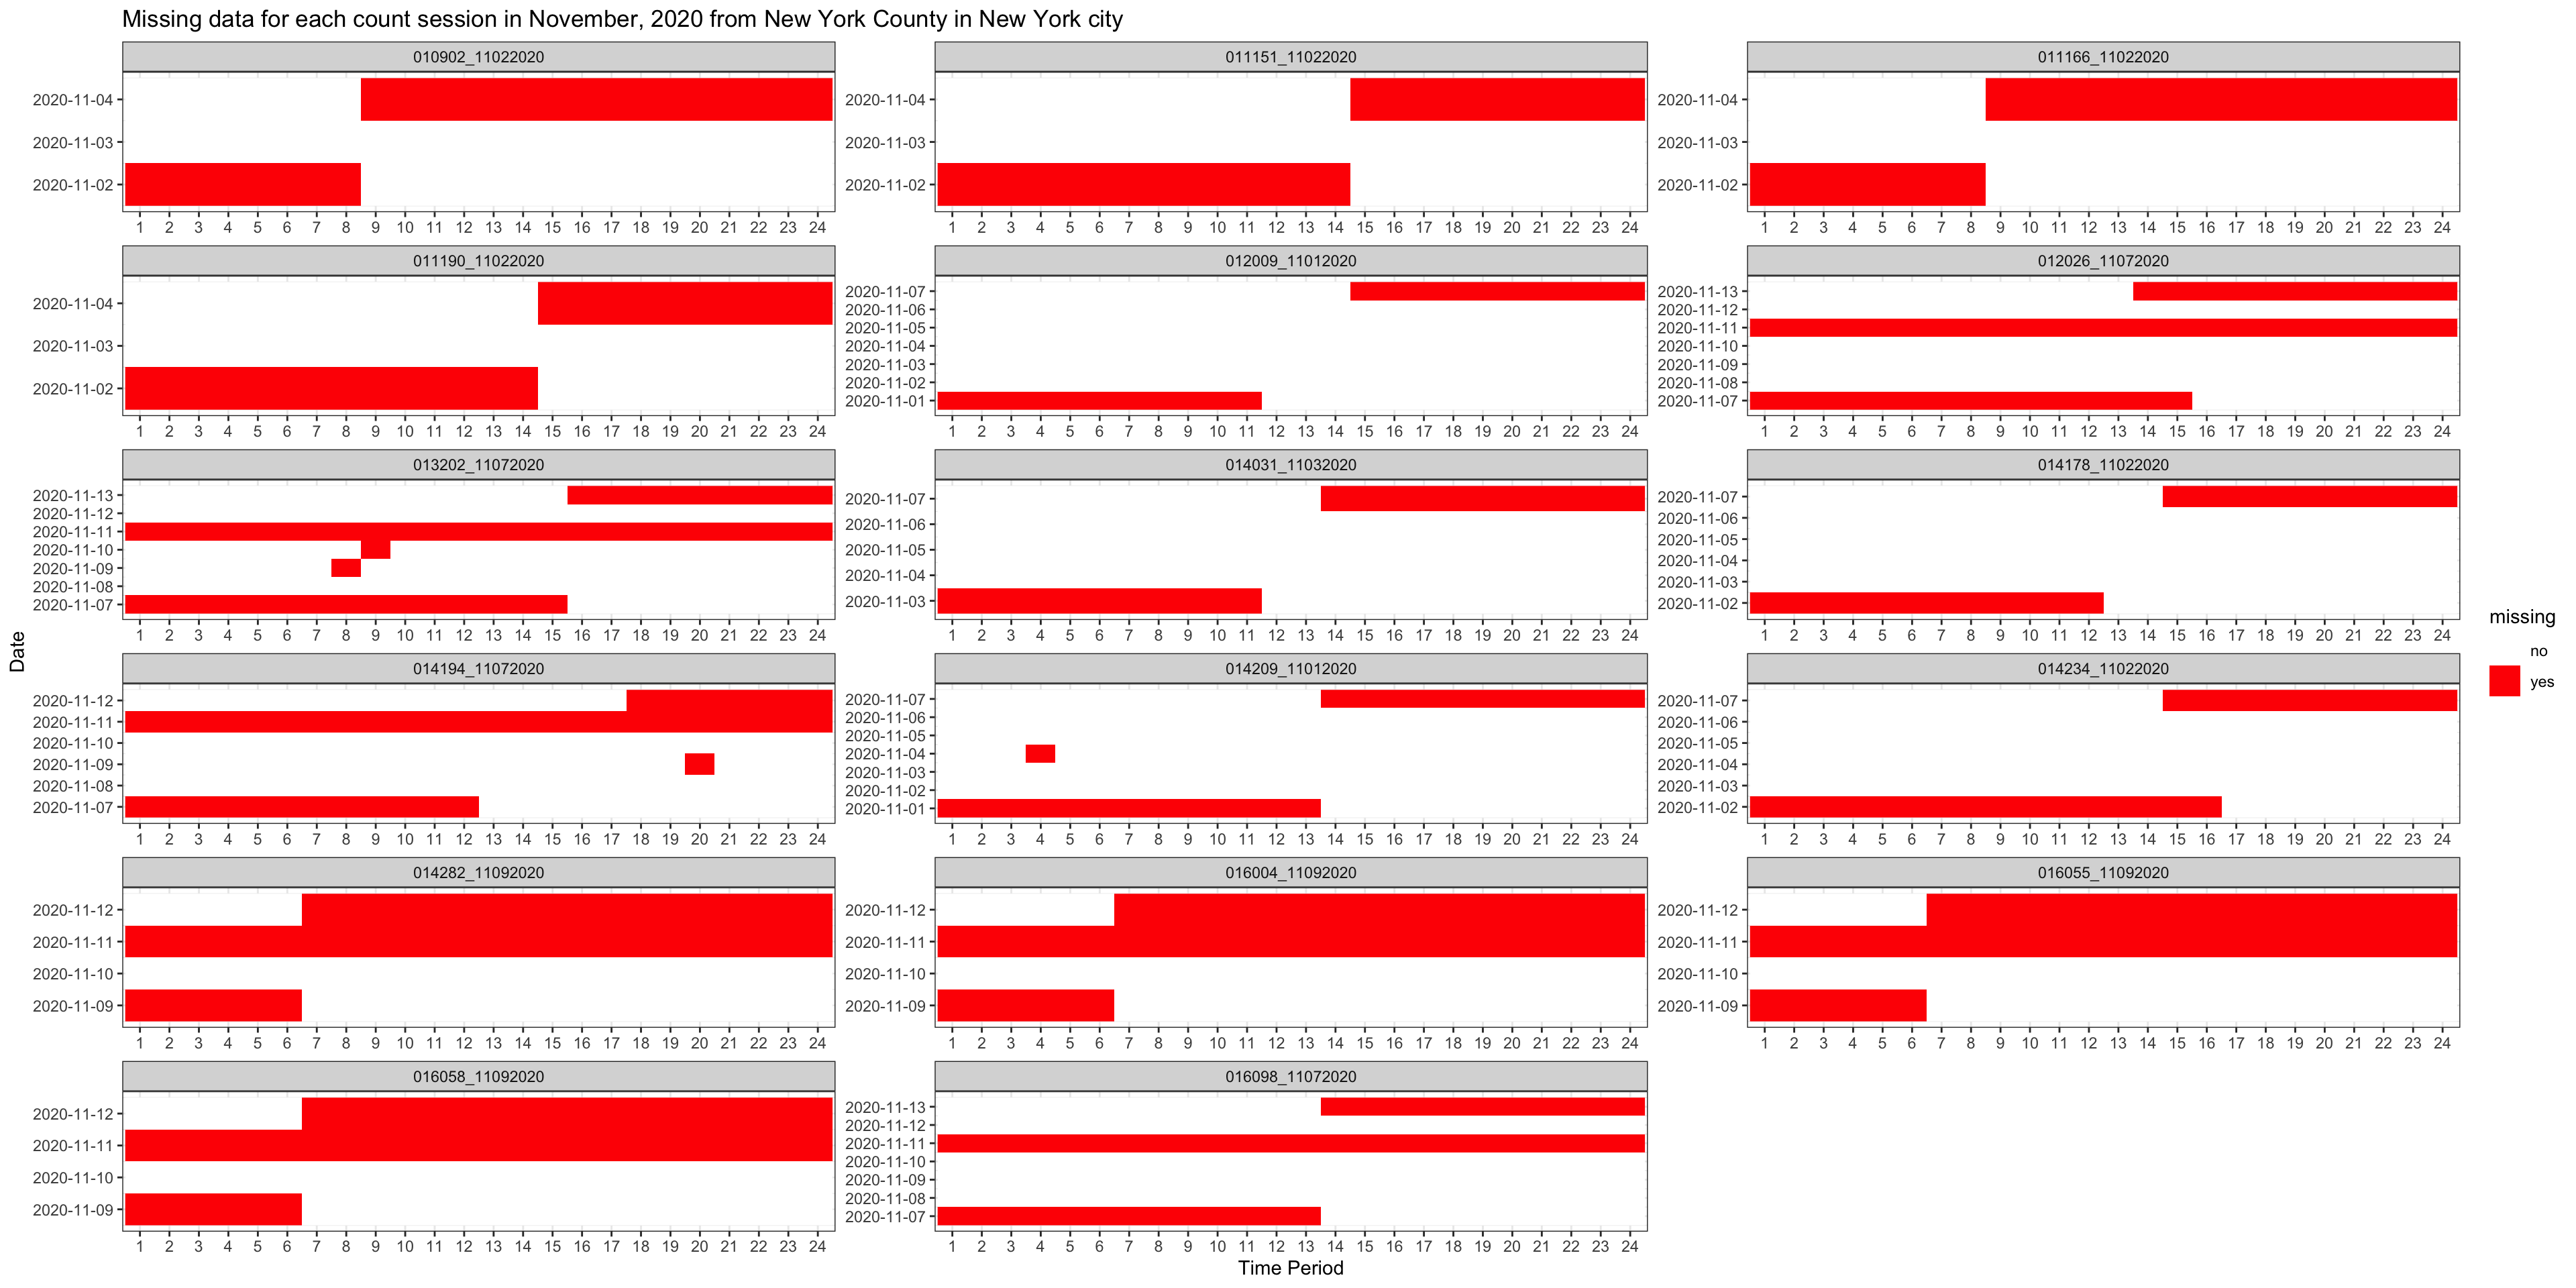 Missing data for each count session in November, 2020 from New York County in New York city
010902_11022020 011151_11022020 011166_11022020
2020-11-04 2020-11-04 2020-11-04
2020-11-03 2020-11-03 2020-11-03
2020-11-02 2020-11-02 2020-11-02
1 2 3 4 5 6 7 8 9 10 11 12 13 14 15 16 17 18 19 20 21 22 23 24 1 2 3 4 5 6 7 8 9 10 11 12 13 14 15 16 17 18 19 20 21 22 23 24 1 2 3 4 5 6 7 8 9 10 11 12 13 14 15 16 17 18 19 20 21 22 23 24
011190_11022020 012009_11012020 012026_11072020
2020-11-04
2020-11-03
2020-11-02
2020-11-07
2020-11-06
2020-11-05
2020-11-04
2020-11-03
2020-11-02
2020-11-01
2020-11-13
2020-11-12
2020-11-11
2020-11-10
2020-11-09
2020-11-08
2020-11-07
1 2 3 4 5 6 7 8 9 10 11 12 13 14 15 16 17 18 19 20 21 22 23 24 1 2 3 4 5 6 7 8 9 10 11 12 13 14 15 16 17 18 19 20 21 22 23 24 1 2 3 4 5 6 7 8 9 10 11 12 13 14 15 16 17 18 19 20 21 22 23 24
013202_11072020 014031_11032020 014178_11022020
2020-11-13
2020-11-12
2020-11-11
2020-11-10
2020-11-09
2020-11-08
2020-11-07
2020-11-07
2020-11-06
2020-11-05
2020-11-04
2020-11-03
2020-11-07
2020-11-06
2020-11-05
2020-11-04
2020-11-03
2020-11-02
1 2 3 4 5 6 7 8 9 10 11 12 13 14 15 16 17 18 19 20 21 22 23 24 1 2 3 4 5 6 7 8 9 10 11 12 13 14 15 16 17 18 19 20 21 22 23 24 1 2 3 4 5 6 7 8 9 10 11 12 13 14 15 16 17 18 19 20 21 22 23 24
014194_11072020 014209_11012020 014234_11022020
2020-11-12
2020-11-11
2020-11-10
2020-11-09
2020-11-08
2020-11-07
2020-11-07
2020-11-06
2020-11-05
2020-11-04
2020-11-03
2020-11-02
2020-11-01
2020-11-07
2020-11-06
2020-11-05
2020-11-04
2020-11-03
2020-11-02
1 2 3 4 5 6 7 8 9 10 11 12 13 14 15 16 17 18 19 20 21 22 23 24 1 2 3 4 5 6 7 8 9 10 11 12 13 14 15 16 17 18 19 20 21 22 23 24 1 2 3 4 5 6 7 8 9 10 11 12 13 14 15 16 17 18 19 20 21 22 23 24
014282_11092020 016004_11092020 016055_11092020
2020-11-12 2020-11-12 2020-11-12
2020-11-11 2020-11-11 2020-11-11
2020-11-10 2020-11-10 2020-11-10
2020-11-09 2020-11-09 2020-11-09
1 2 3 4 5 6 7 8 9 10 11 12 13 14 15 16 17 18 19 20 21 22 23 24 1 2 3 4 5 6 7 8 9 10 11 12 13 14 15 16 17 18 19 20 21 22 23 24 1 2 3 4 5 6 7 8 9 10 11 12 13 14 15 16 17 18 19 20 21 22 23 24
016058_11092020 016098_11072020
2020-11-12
2020-11-11
2020-11-10
2020-11-09
2020-11-13
2020-11-12
2020-11-11
2020-11-10
2020-11-09
2020-11-08
2020-11-07
1 2 3 4 5 6 7 8 9 10 11 12 13 14 15 16 17 18 19 20 21 22 23 24 1 2 3 4 5 6 7 8 9 10 11 12 13 14 15 16 17 18 19 20 21 22 23 24
Date
Time Period
missing
no
yes